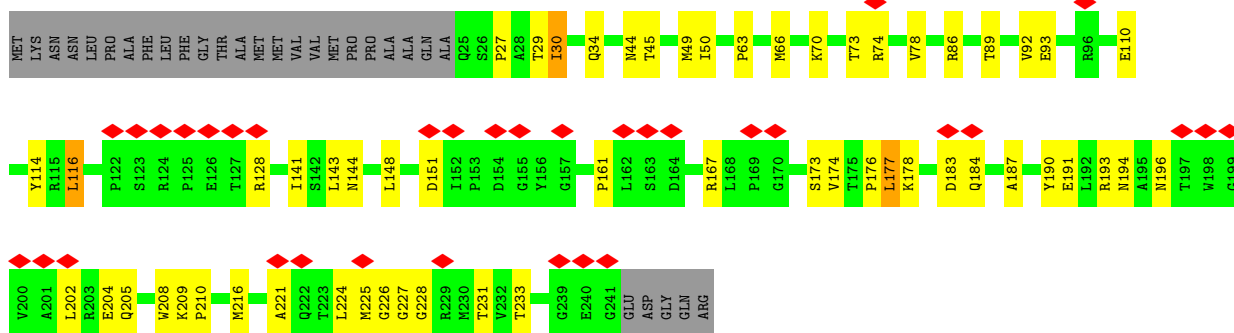 MET LYS ASN ASN LEU PRO ALA PHE LEU PHE GLY THR ALA MET MET VAL VAL MET PRO PRO ALA ALA GLN ALA Q25 S26 P27 A28 T29 I30 Q34 N44 T45 M49 I50 P63 M66 K70 T73 R74 V78 R86 T89 V92 E93 R96 E110
Y114 R115 L116 P122 S123 R124 P125 E126 T127 R128 I141 S142 L143 N144 L148 D151 I152 P153 D154 G155 Y156 G157 P161 L162 S163 D164 R167 L168 P169 G170 S173 V174 T175 P176 L177 K178 D183 Q184 A187 Y190 E191 L192 R193 N194 A195 N196 T197 W198 G199
V200 A201 L202 R203 E204 Q205 W208 K209 P210 M216 A221 Q222 T223 L224 M225 G226 G227 G228 R229 M230 T231 V232 T233 G239 E240 G241 GLU ASP GLY GLN ARG